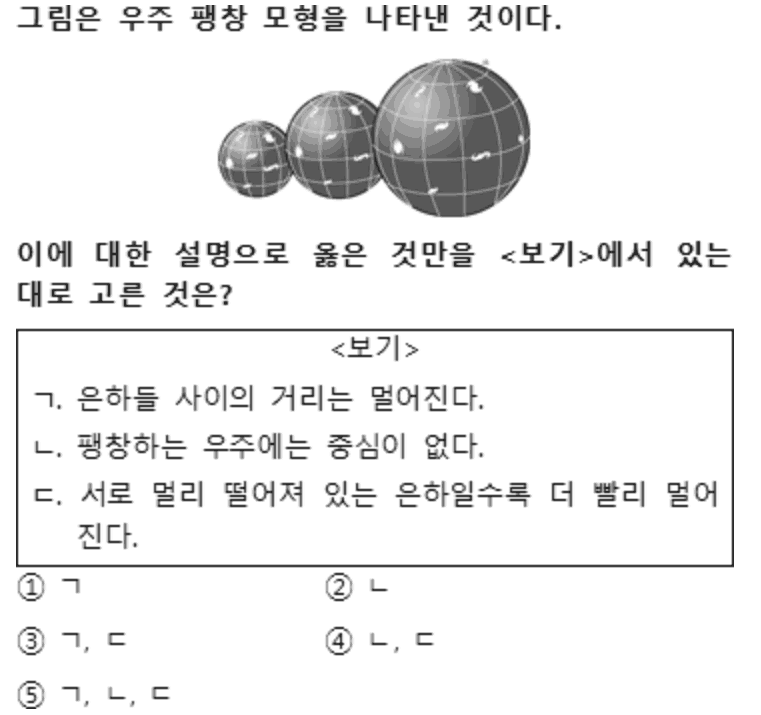 그림은 우주 팽창 모형을 나타낸 것이다.
이에 대한 설명으로 옳은 것만을 <보기>에서 있는
대로 고른 것은?
<보기>
ㄱ. 은하들 사이의 거리는 멀어진다.
ㄴ. 팽창하는 우주에는 중심이 없다.
ㄷ. 서로 멀리 떨어져 있는 은하일수록 더 빨리 멀어
진다.
① ㄱ ② ㄴ
③ ㄱ, ㄷ ④ ㄴ, ㄷ
⑤ ㄱ, ㄴ, ㄷ